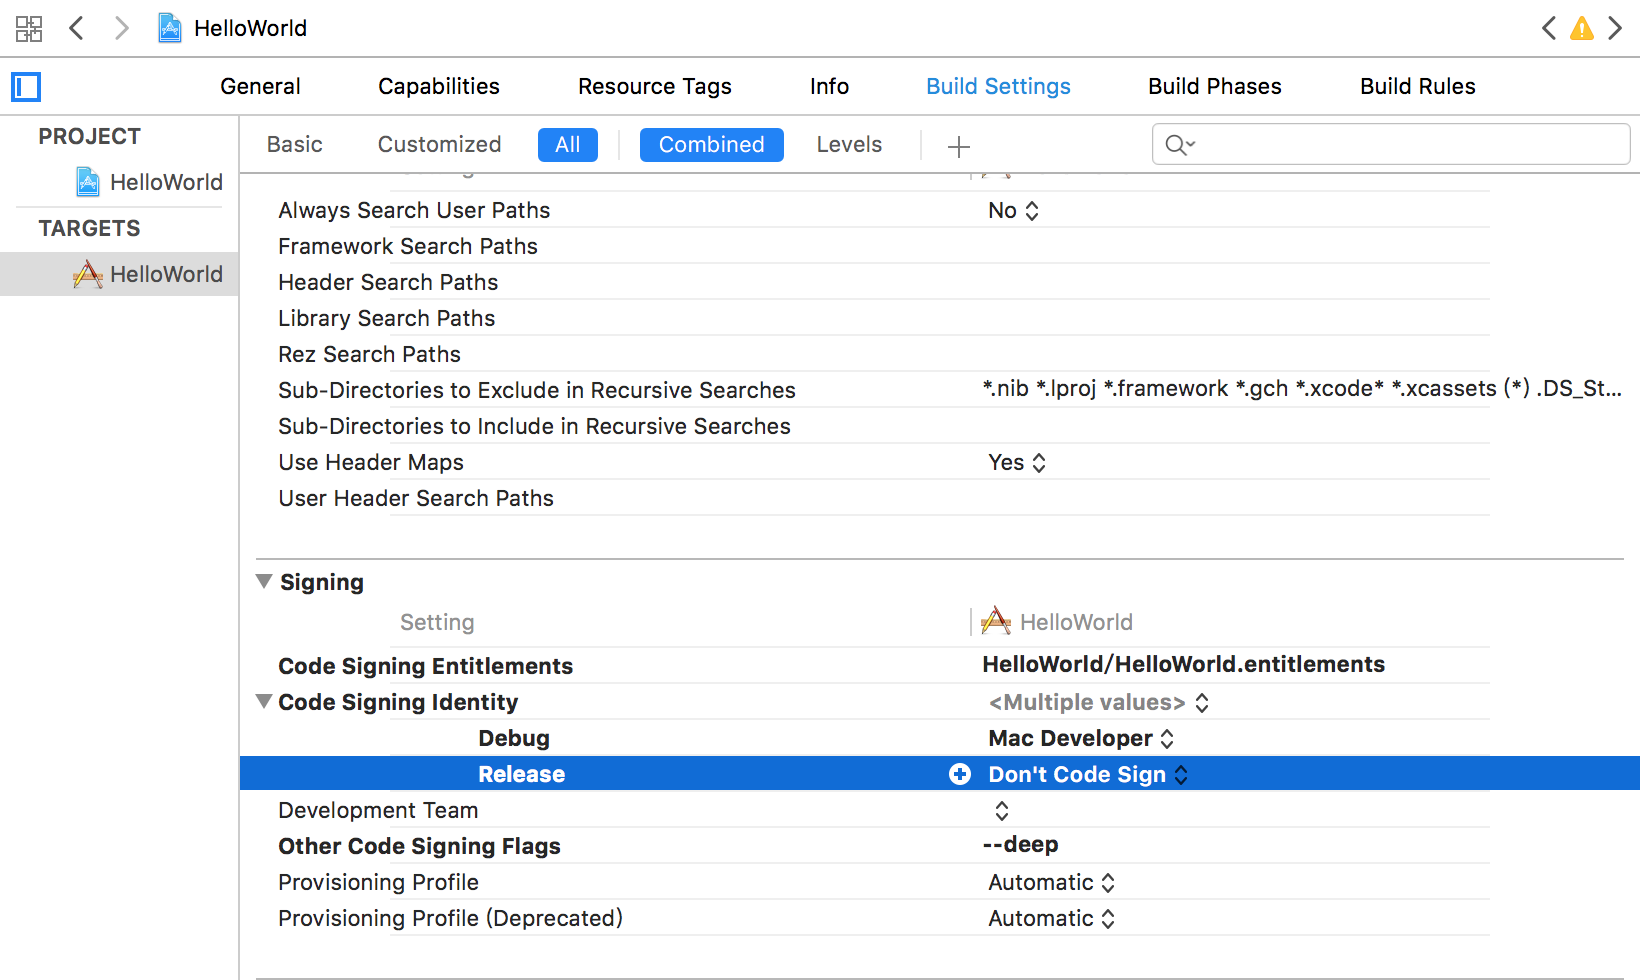 HelloWorld
General Capabilities Resource Tags Info Build Settings Build Phases Build Rules
PROJECT
HelloWorld
TARGETS
HelloWorld
Basic Customized All Combined Levels
Always Search User Paths No
Framework Search Paths
Header Search Paths
Library Search Paths
Rez Search Paths
Sub-Directories to Exclude in Recursive Searches *.nib *.lproj *.framework *.gch *.xcode* *.xcassets (*) .DS_St...
Sub-Directories to Include in Recursive Searches
Use Header Maps Yes
User Header Search Paths
Signing
Setting HelloWorld
Code Signing Entitlements HelloWorld/HelloWorld.entitlements
Code Signing Identity <Multiple values>
Debug Mac Developer
Release Don't Code Sign
Development Team
Other Code Signing Flags --deep
Provisioning Profile Automatic
Provisioning Profile (Deprecated) Automatic